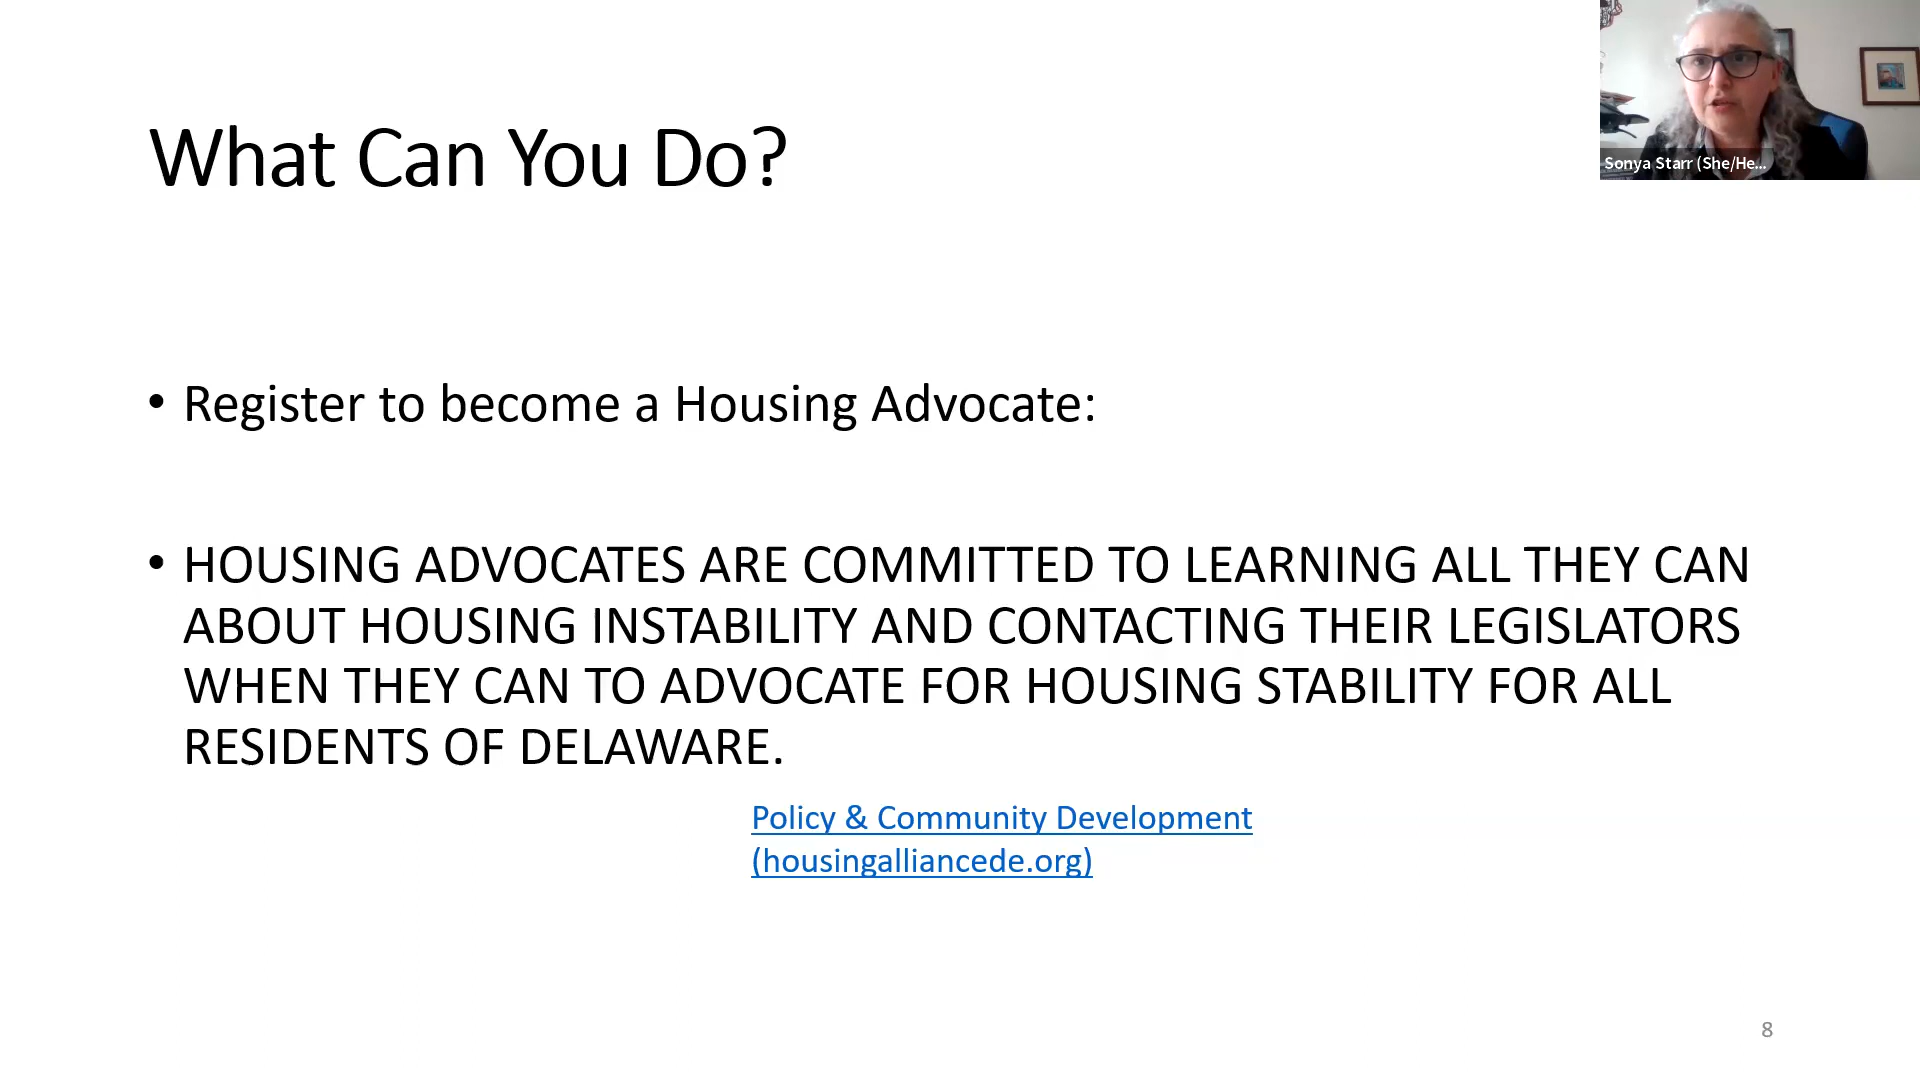 What Can You Do?
Sonya Starr (She/He...
• Register to become a Housing Advocate:
• HOUSING ADVOCATES ARE COMMITTED TO LEARNING ALL THEY CAN
ABOUT HOUSING INSTABILITY AND CONTACTING THEIR LEGISLATORS
WHEN THEY CAN TO ADVOCATE FOR HOUSING STABILITY FOR ALL
RESIDENTS OF DELAWARE.
Policy & Community Development
(housingalliancede.org)
8